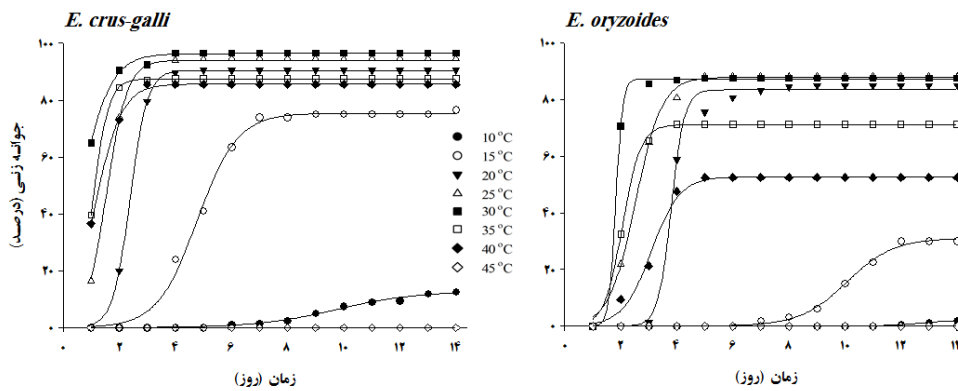 E. crus-galli
E. oryzoides
۱۰۰
۸۰
۶۰
۴۰
۲۰
۰
جوانه زنی (درصد)
۰ ۲ ۴ ۶ ۸ ۱۰ ۱۲ ۱۴
زمان (روز)
10 °C
15 °C
20 °C
25 °C
30 °C
35 °C
40 °C
45 °C
۱۰۰
۸۰
۶۰
۴۰
۲۰
۰
۰ ۲ ۴ ۶ ۸ ۱۰ ۱۲ ۱۴
زمان (روز)